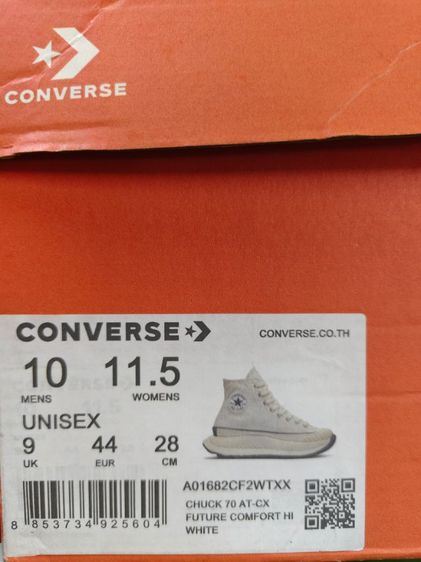 CONVERSE
CONVERSE
CONVERSE.CO.TH
10 11.5
MENS WOMENS
UNISEX
9 44 28
UK EUR CM
A01682CF2WTXX
CHUCK 70 AT-CX
FUTURE COMFORT HI
WHITE
8 853734 925604